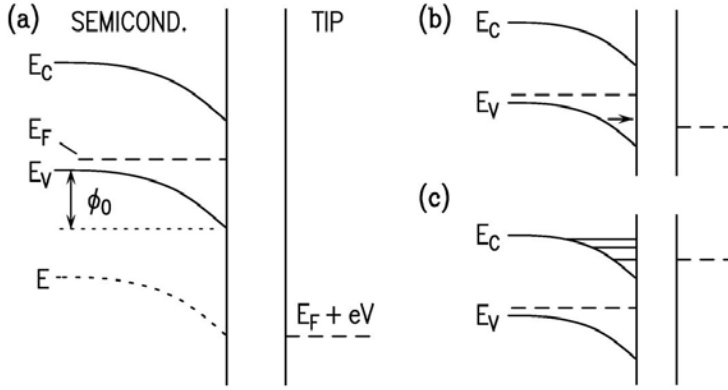 (a) SEMICOND. TIP
E_C
E_F
E_V
ϕ_0
E
E_F + eV
(b)
E_C
E_V
(c)
E_C
E_V